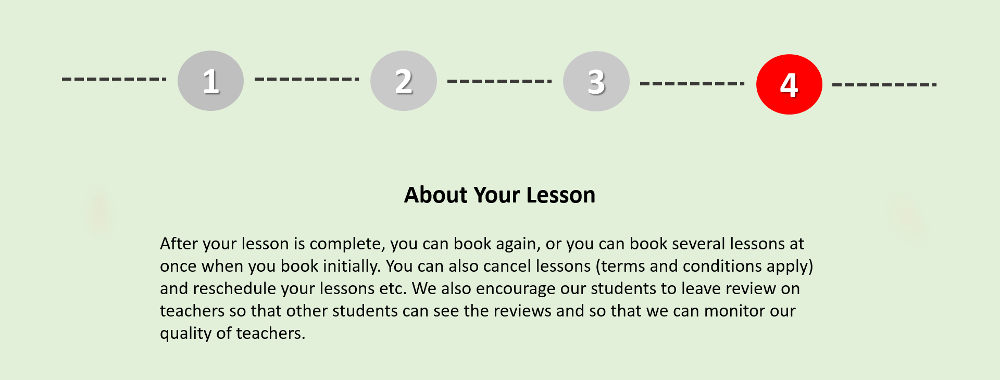 1 2 3 4
About Your Lesson
After your lesson is complete, you can book again, or you can book several lessons at
once when you book initially. You can also cancel lessons (terms and conditions apply)
and reschedule your lessons etc. We also encourage our students to leave review on
teachers so that other students can see the reviews and so that we can monitor our
quality of teachers.